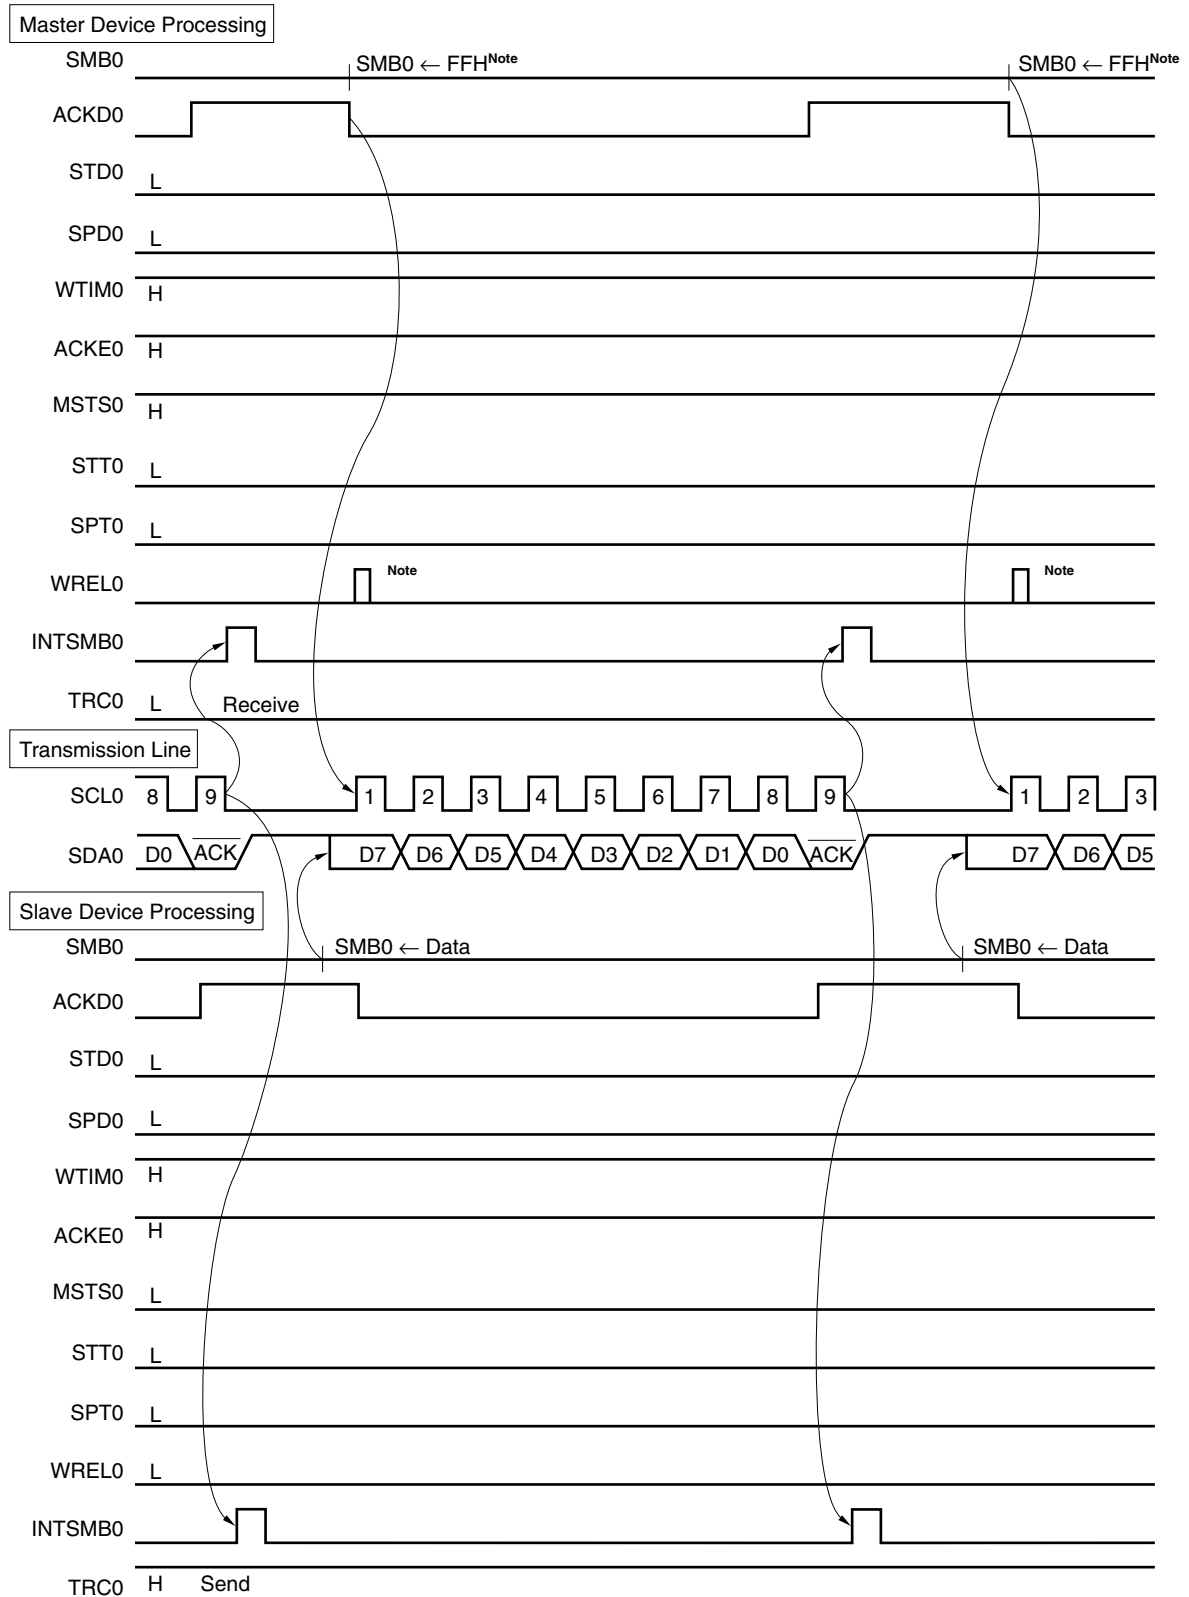 Master Device Processing
SMB0 SMB0 ← FFHNote SMB0 ← FFHNote
ACKD0
STD0 L
SPD0 L
WTIM0 H
ACKE0 H
MSTS0 H
STT0 L
SPT0 L
WREL0 Note Note
INTSMB0
TRC0 L Receive
Transmission Line
SCL0 8 9 1 2 3 4 5 6 7 8 9 1 2 3
SDA0 D0 ACK D7 D6 D5 D4 D3 D2 D1 D0 ACK D7 D6 D5
Slave Device Processing
SMB0 SMB0 ← Data SMB0 ← Data
ACKD0
STD0 L
SPD0 L
WTIM0 H
ACKE0 H
MSTS0 L
STT0 L
SPT0 L
WREL0 L
INTSMB0
TRC0 H Send